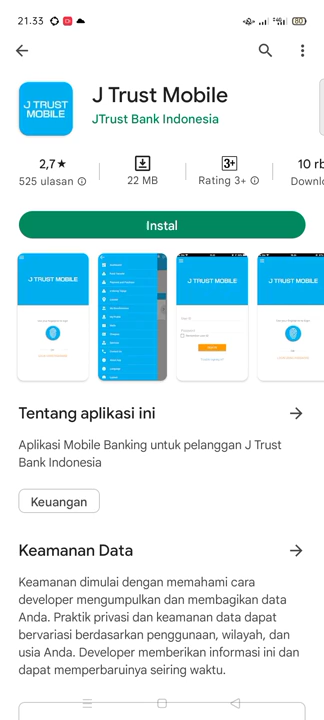 21.43
80
J TRUST
MOBILE
J Trust Mobile
JTrust Bank Indonesia
2,7★
525 ulasan
22 MB
3+
Rating 3+
10 rb
Downlo
Instal
J TRUST MOBILE
J TRUST MOBILE
J TRUST MOBILE
Tentang aplikasi ini
Aplikasi Mobile Banking untuk pelanggan J Trust
Bank Indonesia
Keuangan
Keamanan Data
Keamanan dimulai dengan memahami cara
developer mengumpulkan dan membagikan data
Anda. Praktik privasi dan keamanan data dapat
bervariasi berdasarkan penggunaan, wilayah, dan
usia Anda. Developer memberikan informasi ini dan
dapat memperbaruinya seiring waktu.